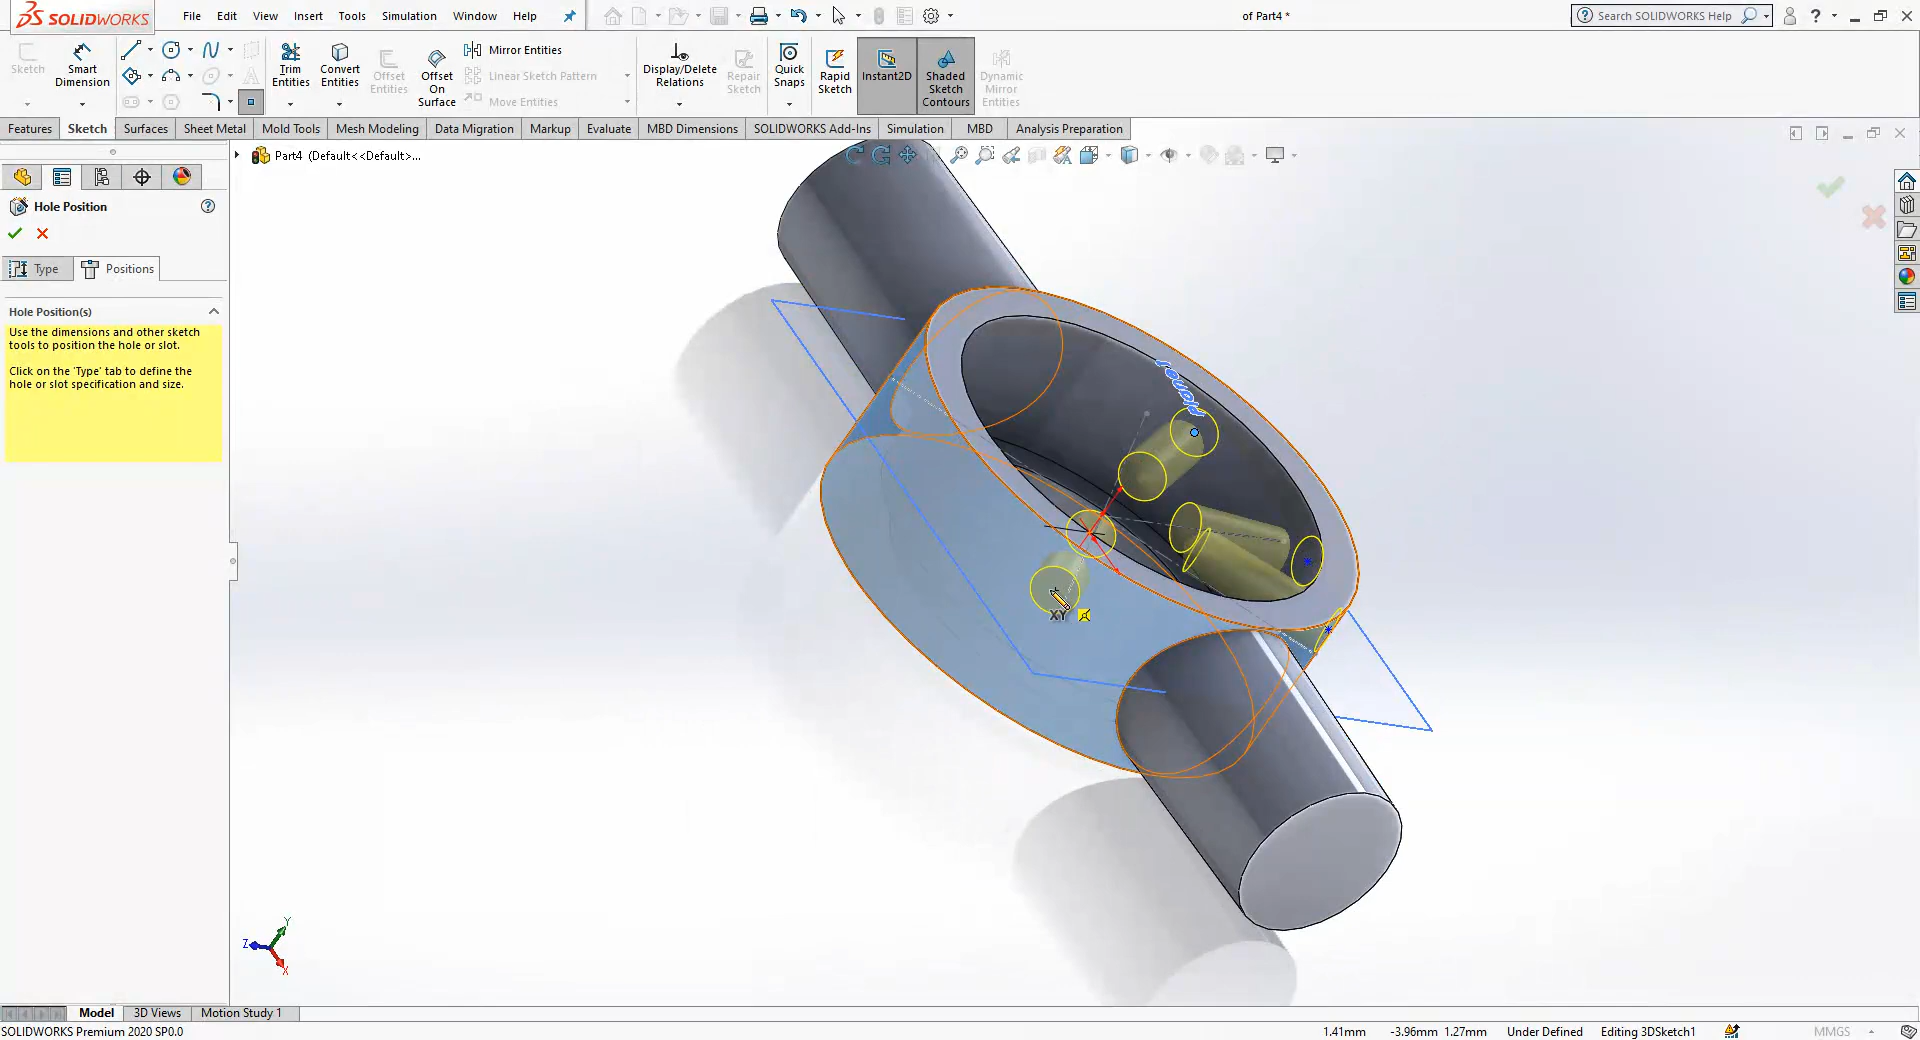 SOLIDWORKS File Edit View Insert Tools Simulation Window Help of Part4 * Search SOLIDWORKS Help
Sketch Smart Dimension Trim Entities Convert Entities Offset Entities Offset On Surface Mirror Entities Linear Sketch Pattern Move Entities Display/Delete Relations Repair Sketch Quick Snaps Rapid Sketch Instant2D Shaded Sketch Contours Dynamic Mirror Entities
Features Sketch Surfaces Sheet Metal Mold Tools Mesh Modeling Data Migration Markup Evaluate MBD Dimensions SOLIDWORKS Add-Ins Simulation MBD Analysis Preparation
Part4 (Default<<Default>...
Hole Position
Type Positions
Hole Position(s)
Use the dimensions and other sketch
tools to position the hole or slot.
Click on the 'Type' tab to define the
hole or slot specification and size.
XY
Y
Z
X
Model 3D Views Motion Study 1
SOLIDWORKS Premium 2020 SP0.0 1.41mm -3.96mm 1.27mm Under Defined Editing 3DSketch1 MMGS